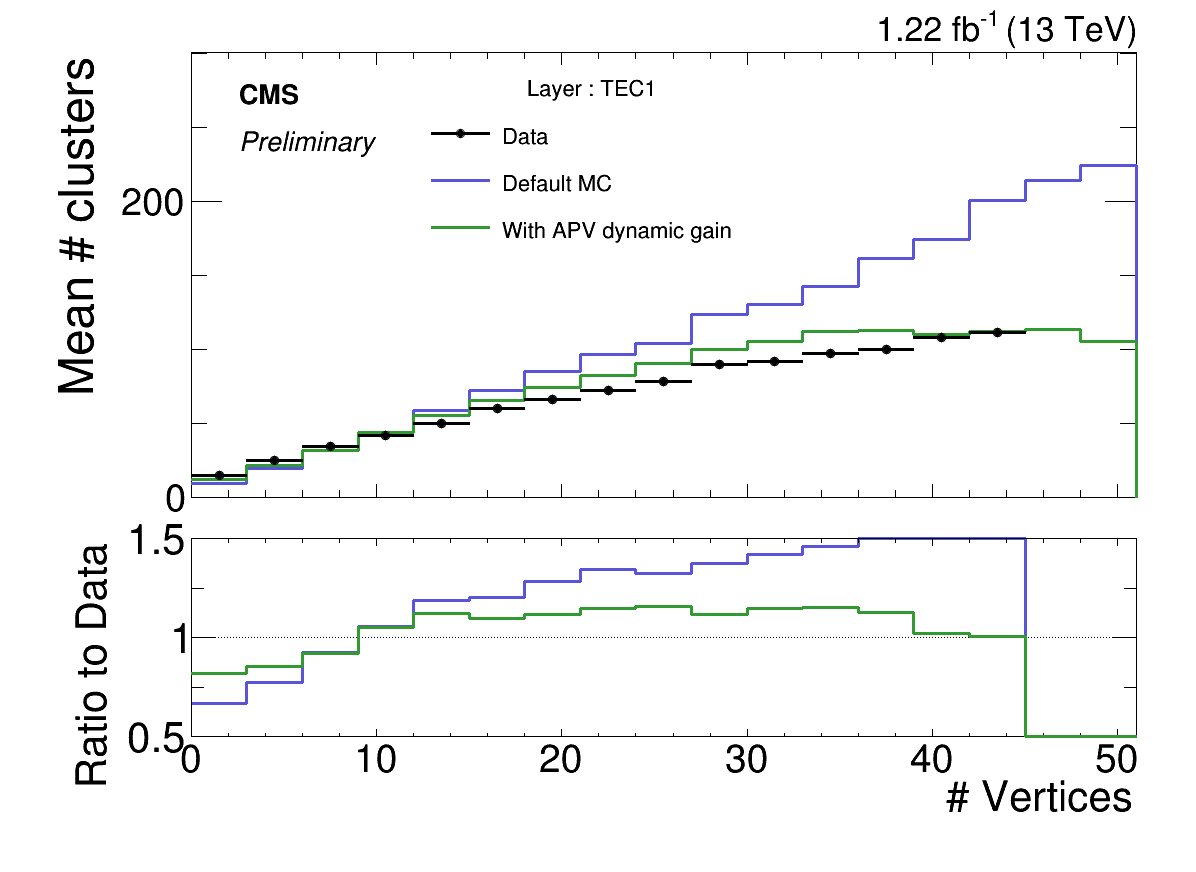 1.22 fb-1 (13 TeV)
CMS
Preliminary
Layer : TEC1
Data
Default MC
With APV dynamic gain
Mean # clusters
200
0
Ratio to Data
1.5
1
0.5
0 10 20 30 40 50
# Vertices